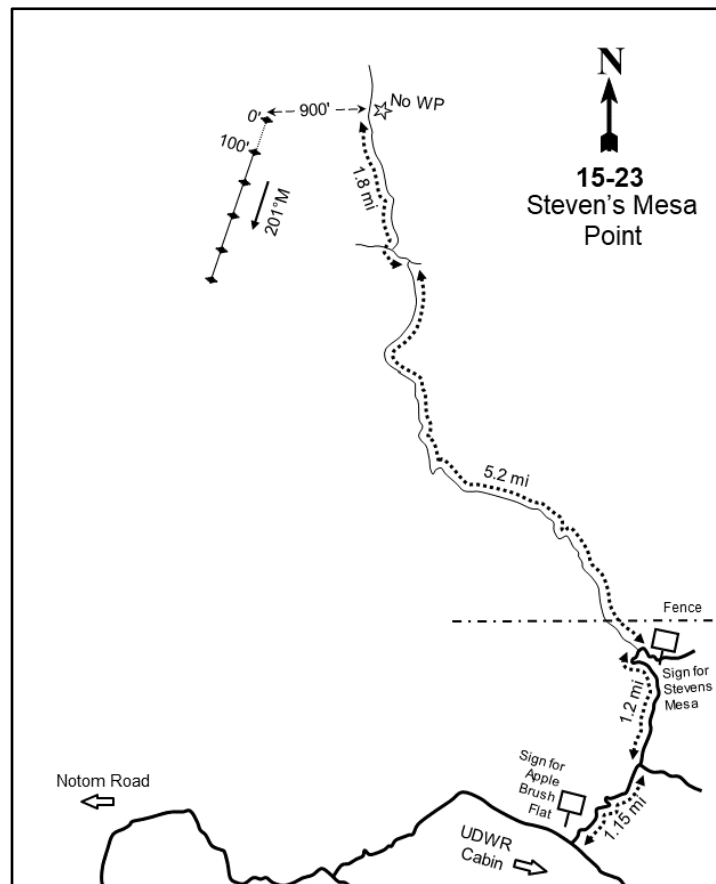 N
15-23
Steven's Mesa
Point
No WP
900'
0'
100'
201°M
1.8 mi
5.2 mi
Fence
Sign for
Stevens
Mesa
1.2 mi
Sign for
Apple
Brush
Flat
1.15 mi
Notom Road
UDWR
Cabin